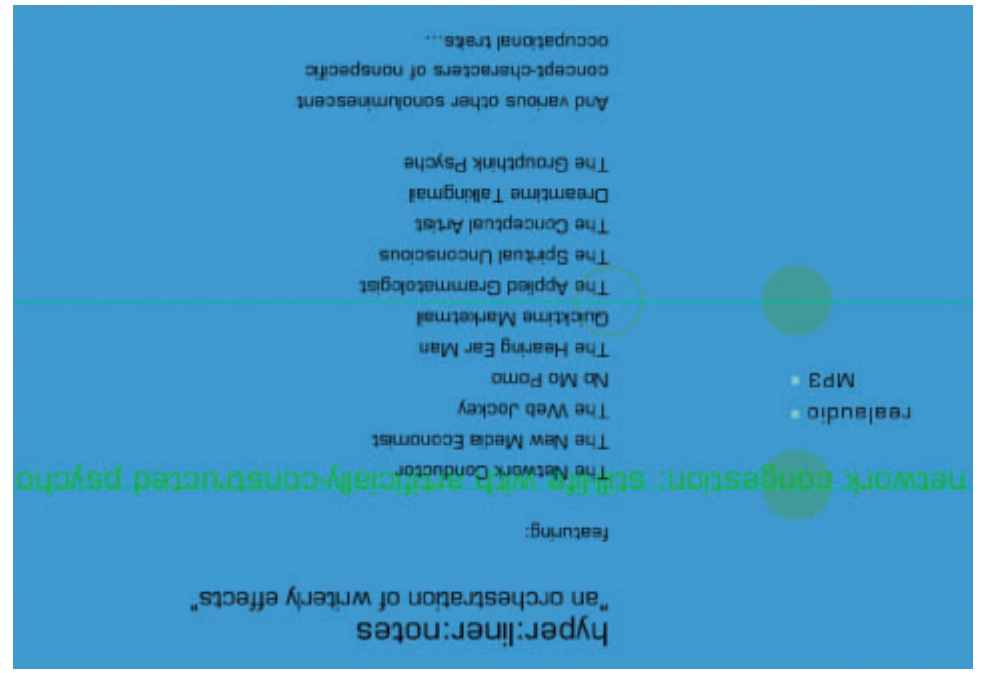 hyper:liner:notes
"an orchestration of writerly effects"
featuring:
network congestion: stilllife with artificially-constructed psycho
The Network Conductor
The New Media Economist
The Web Jockey
No Mo Pomo
The Hearing Ear Man
Quicktime Marketmail
The Applied Grammatologist
The Spiritual Unconscious
The Conceptual Artist
Dreamtime Talkingmail
The Groupthink Psyche
And various other sonoluminescent
concept-characters of nonspecific
occupational traits...
realaudio
MP3